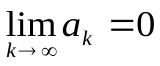 lim a_k =0
k→∞